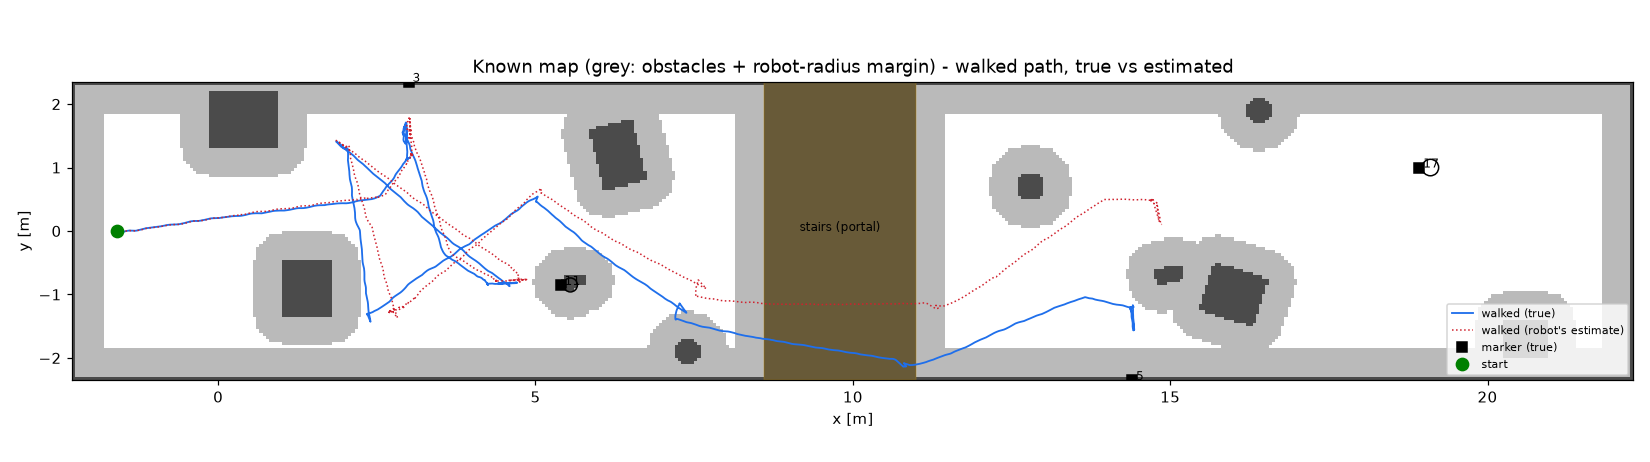 Known map (grey: obstacles + robot-radius margin) - walked path, true vs estimated
3
17
stairs (portal)
11
5
walked (true)
walked (robot's estimate)
marker (true)
start
2
1
0
−1
−2
y [m]
0
5
10
15
20
x [m]